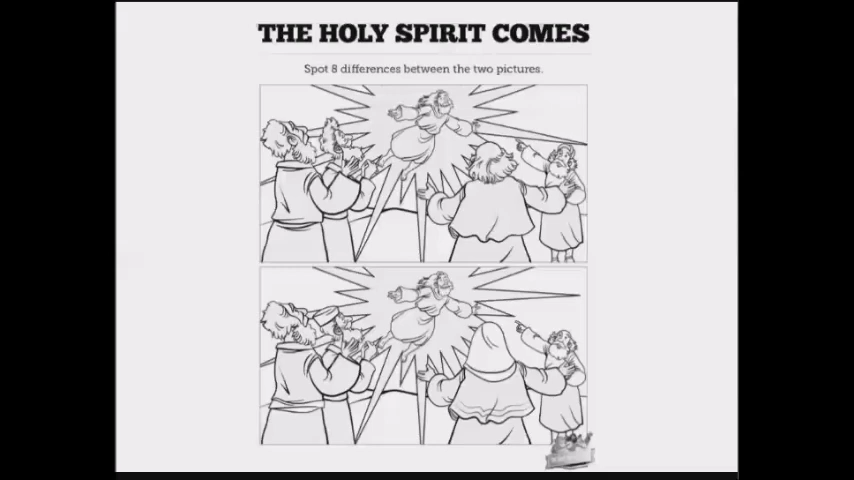 THE HOLY SPIRIT COMES
Spot 8 differences between the two pictures.